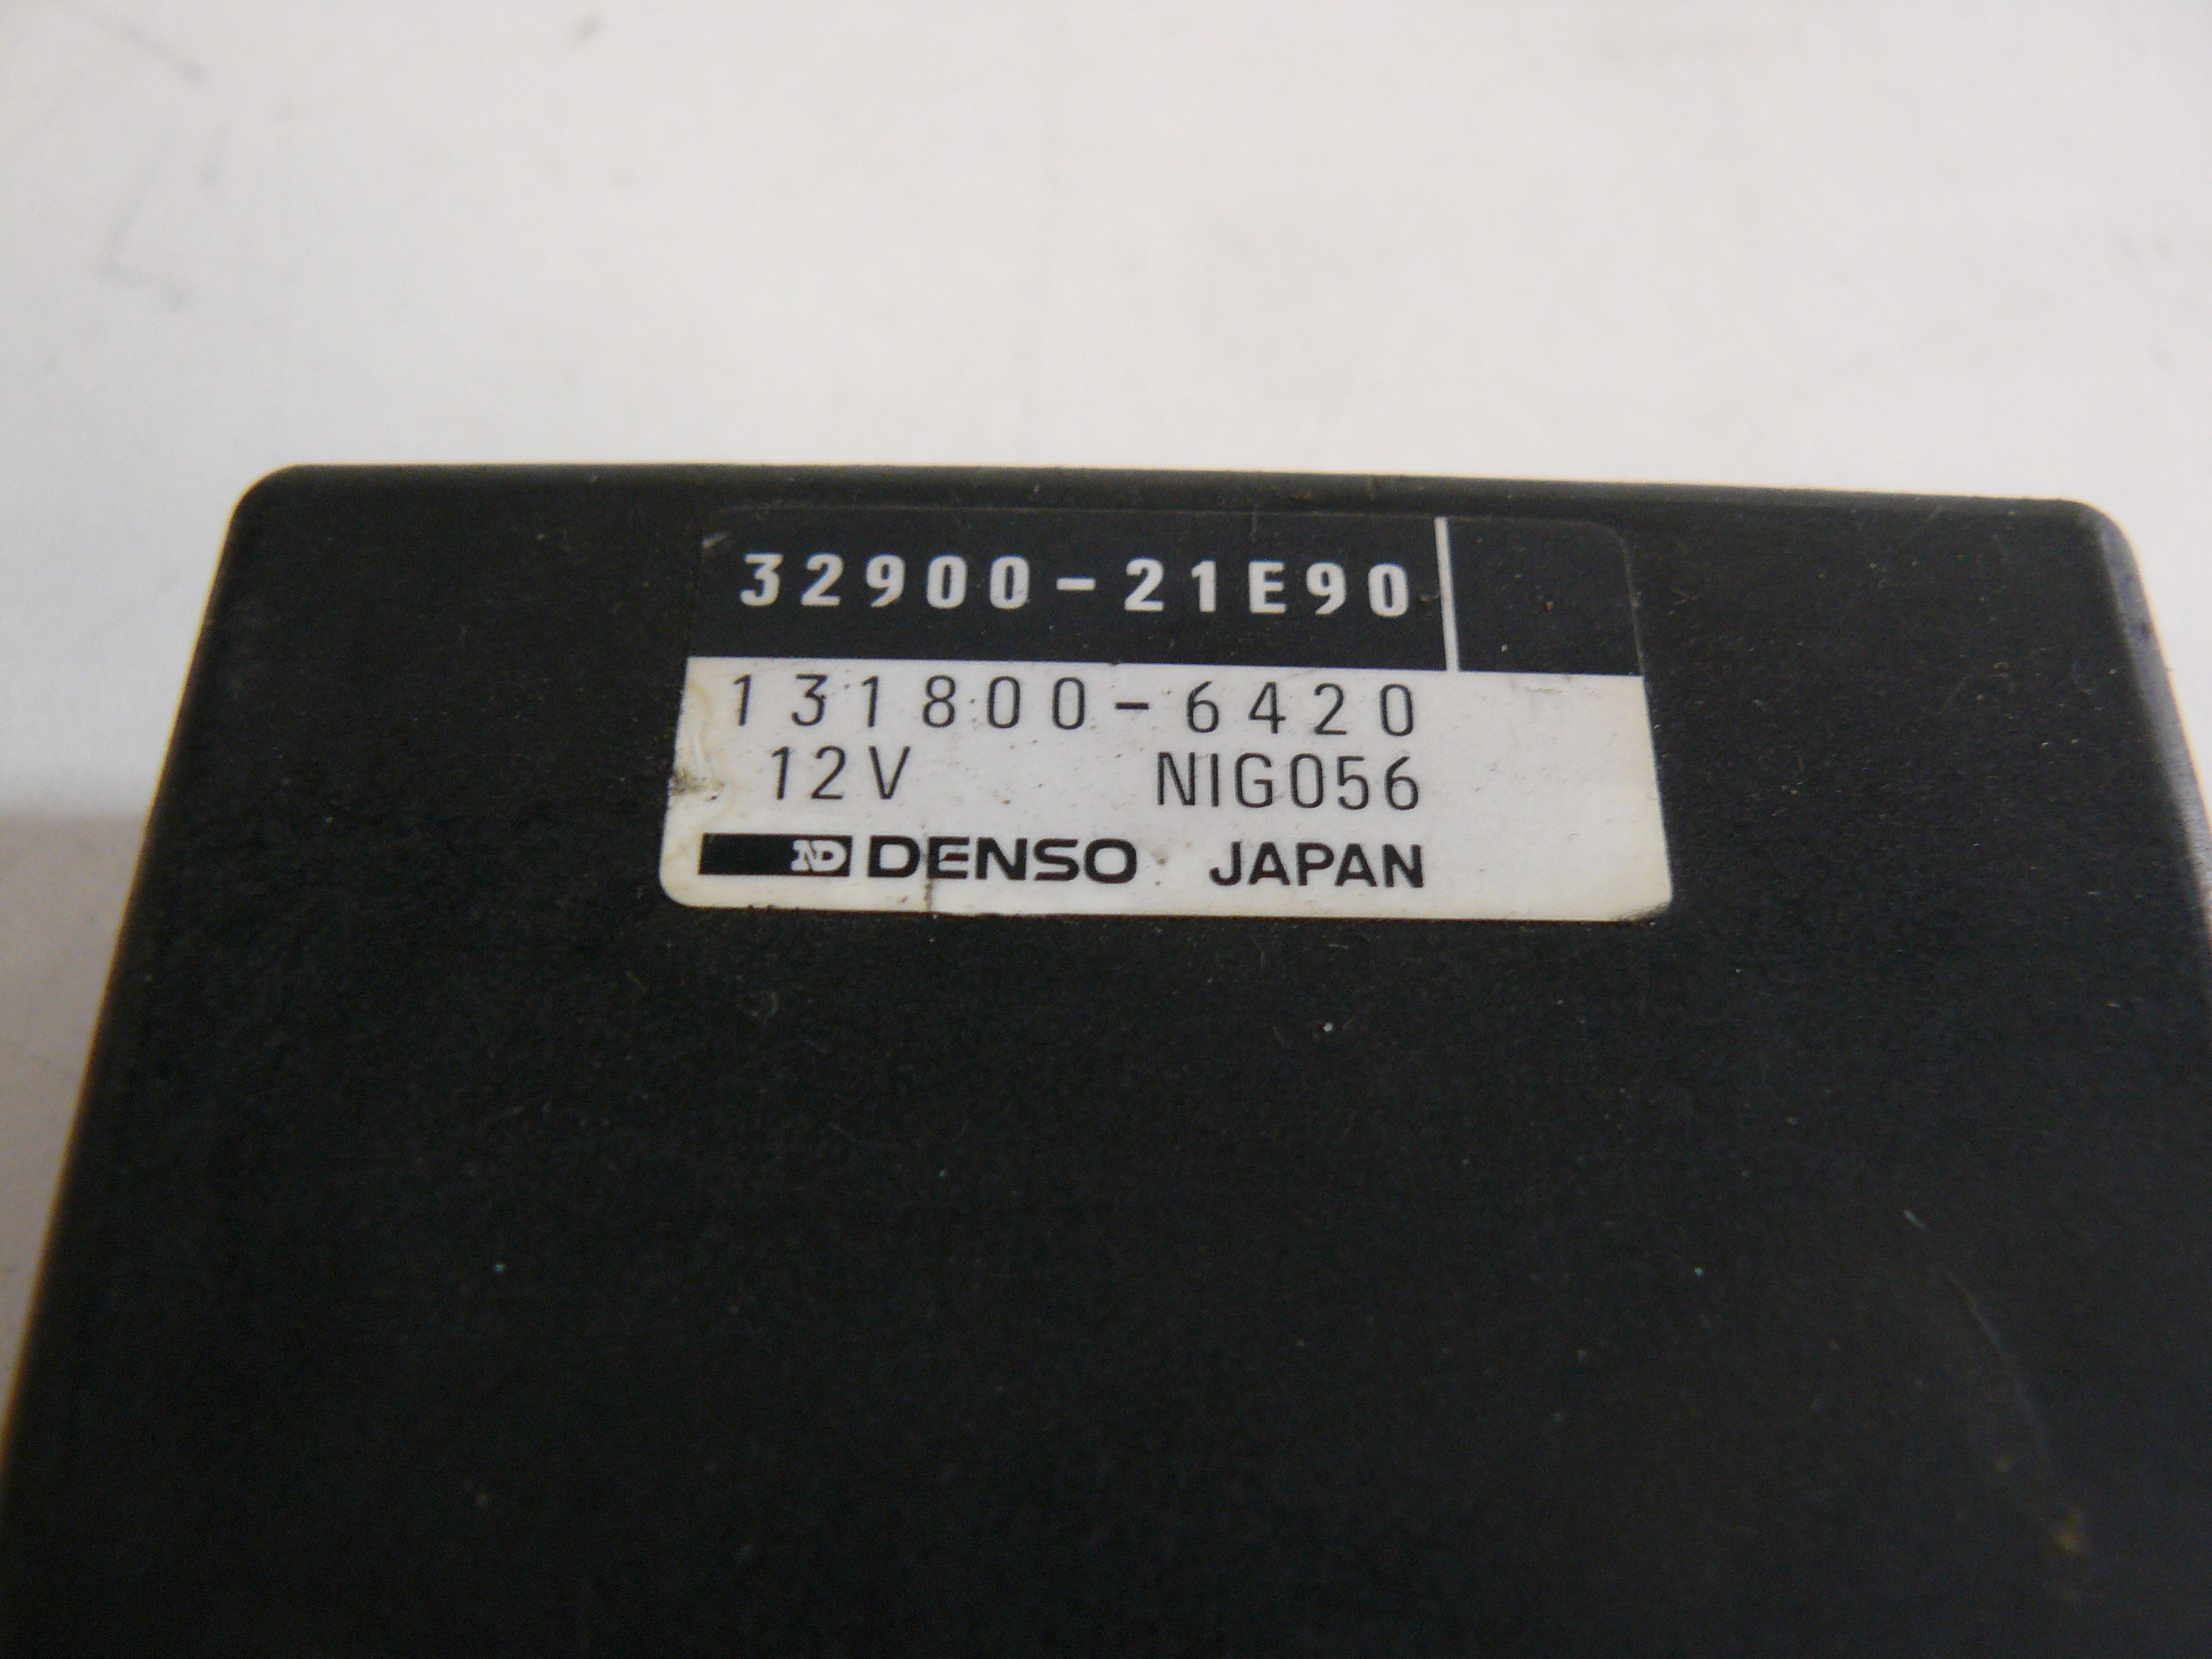 32900-21E90
131800-6420
12V NIG056
ND DENSO JAPAN